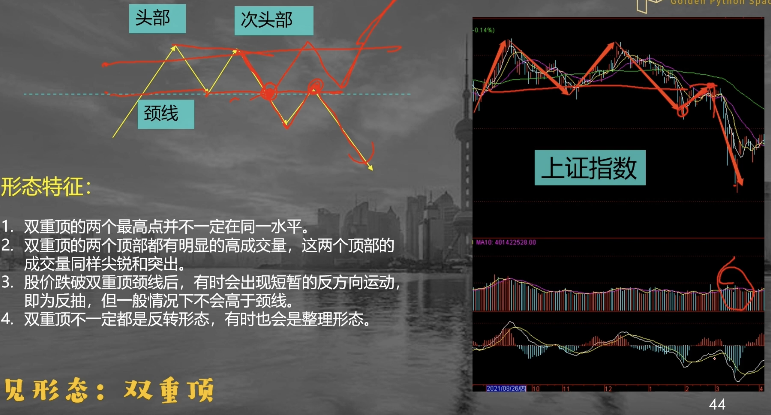 Golden Python Spac
头部
次头部
颈线
-0.14%)
上证指数
形态特征：
1. 双重顶的两个最高点并不一定在同一水平。
2. 双重顶的两个顶部都有明显的高成交量，这两个顶部的
成交量同样尖锐和突出。
3. 股价跌破双重顶颈线后，有时会出现短暂的反方向运动，
即为反抽，但一般情况下不会高于颈线。
4. 双重顶不一定都是反转形态，有时也会是整理形态。
MA10: 401422528.00
见形态：双重顶
10 11 12 1 2 3 4
44